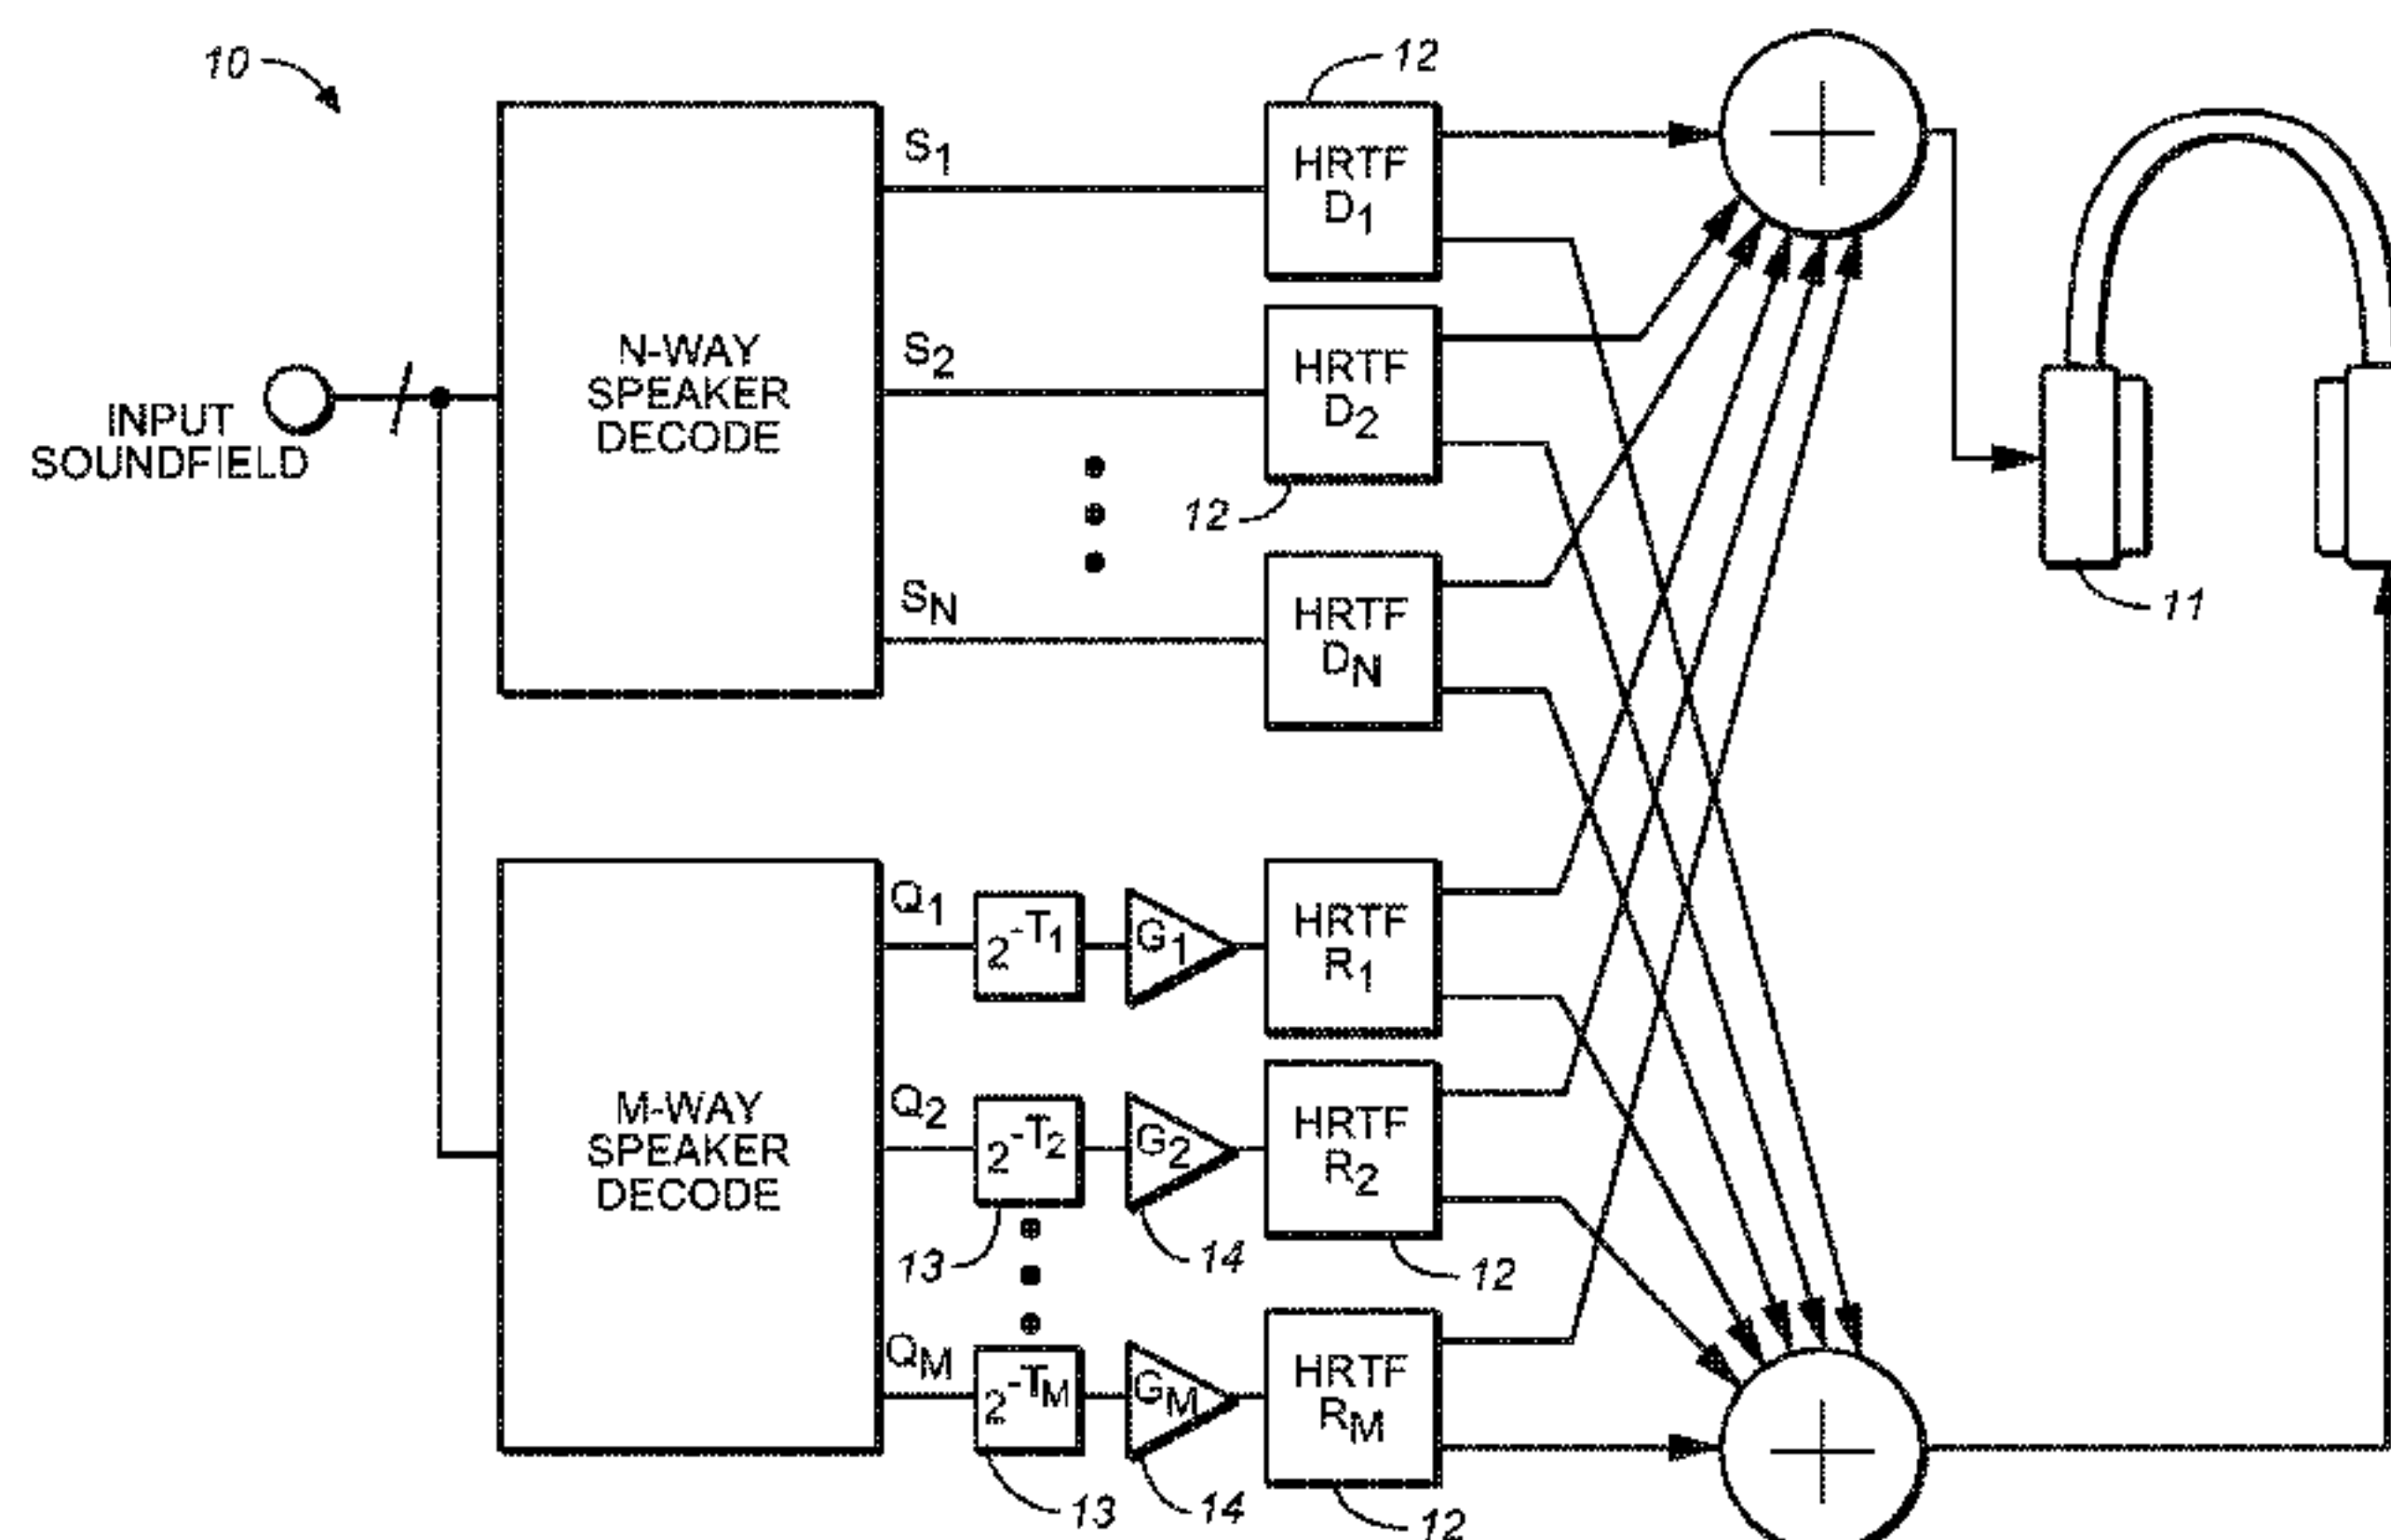 10
12
S1
HRTF
D1
N-WAY
SPEAKER
DECODE
S2
HRTF
D2
INPUT
SOUNDFIELD
12
SN
HRTF
DN
11
Q1
2-T1
G1
HRTF
R1
M-WAY
SPEAKER
DECODE
Q2
2-T2
G2
HRTF
R2
13
14
12
QM
2-TM
GM
HRTF
RM
13
14
12